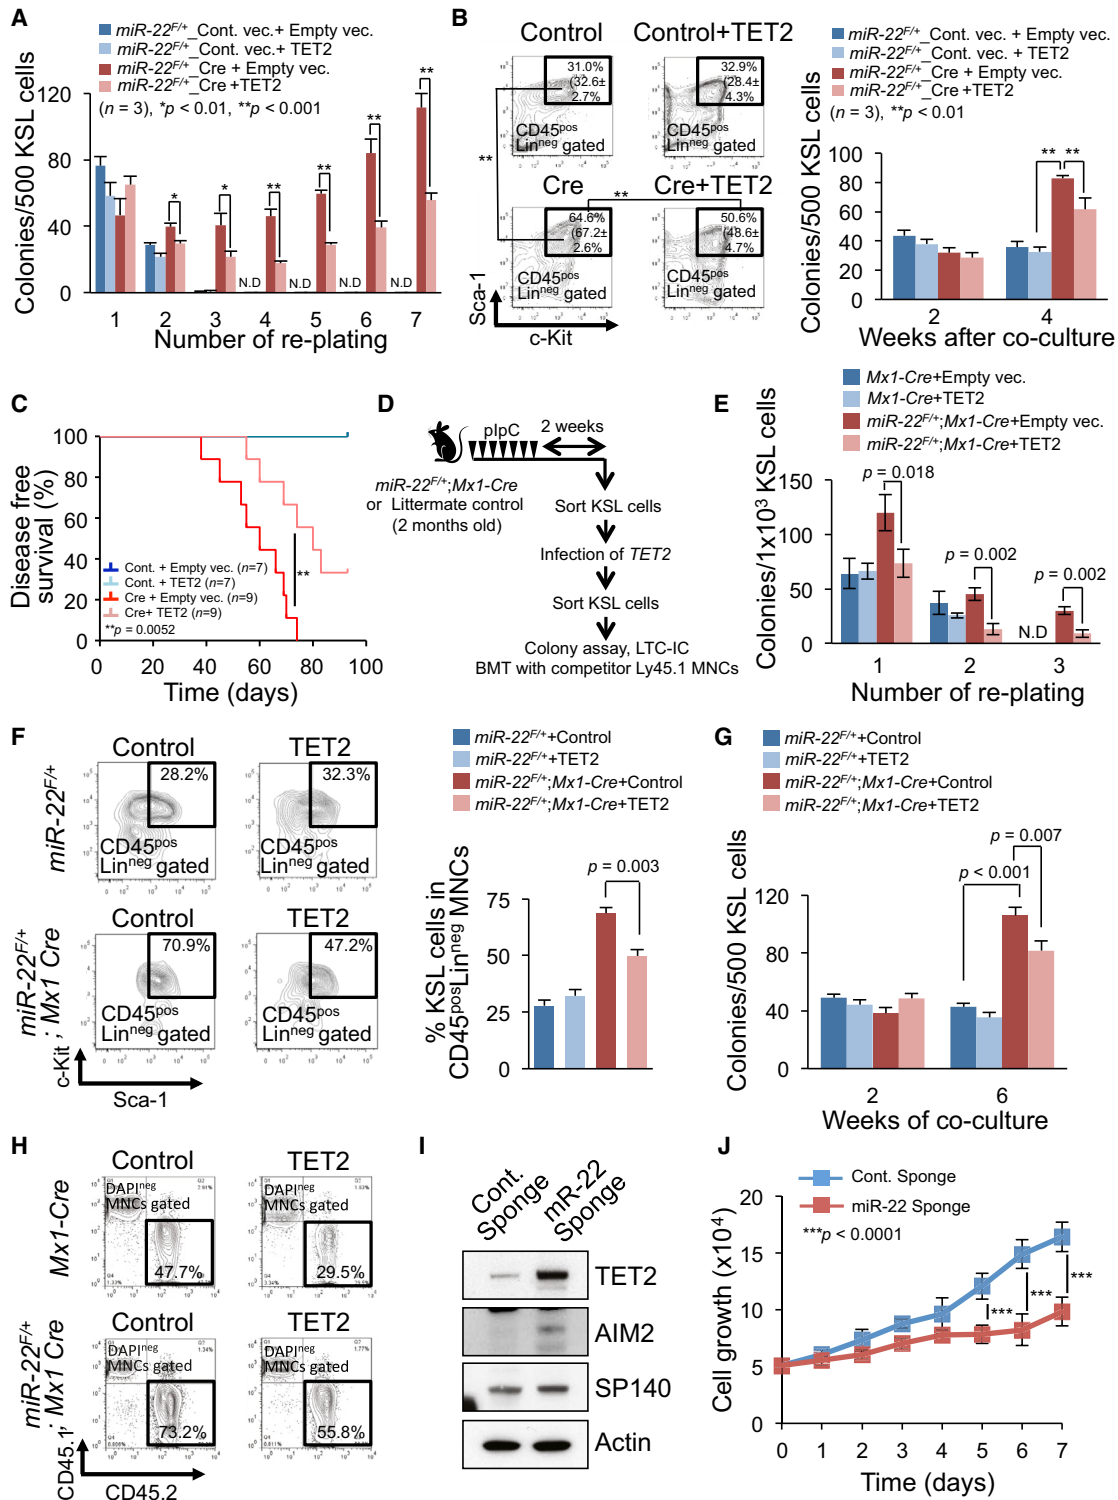 A
miR-22F/+_Cont. vec.+ Empty vec.
miR-22F/+_Cont. vec.+ TET2
miR-22F/+_Cre + Empty vec.
miR-22F/+_Cre +TET2
(n = 3), *p < 0.01, **p < 0.001
Colonies/500 KSL cells
120
80
40
0
* * ** ** ** **
N.D N.D N.D N.D
1 2 3 4 5 6 7
Number of re-plating
B
Control
Control+TET2
31.0%
(32.6±
2.7%
CD45pos
Linneg gated
32.9%
(28.4±
4.3%
CD45pos
Linneg gated
**
Cre
Cre+TET2
**
64.6%
(67.2±
2.6%
CD45pos
Linneg gated
50.6%
(48.6±
4.7%
CD45pos
Linneg gated
Sca-1
c-Kit
miR-22F/+_Cont. vec.+ Empty vec.
miR-22F/+_Cont. vec.+ TET2
miR-22F/+_Cre + Empty vec.
miR-22F/+_Cre+TET2
(n = 3), **p < 0.01
Colonies/500 KSL cells
100
80
60
40
20
0
** **
2 4
Weeks after co-culture
C
Disease free
survival (%)
100
80
60
40
20
0
Cont. + Empty vec. (n=7)
Cont. + TET2 (n=7)
Cre + Empty vec. (n=9)
Cre+ TET2 (n=9)
**p = 0.0052
**
0 20 40 60 80 100
Time (days)
D
pIpC
2 weeks
miR-22F/+;Mx1-Cre
or Littermate control
(2 months old)
Sort KSL cells
Infection of TET2
Sort KSL cells
Colony assay, LTC-IC
BMT with competitor Ly45.1 MNCs
E
Mx1-Cre+Empty vec.
Mx1-Cre+TET2
miR-22F/+;Mx1-Cre+Empty vec.
miR-22F/+;Mx1-Cre+TET2
Colonies/1x10³ KSL cells
150
100
50
0
p = 0.018
p = 0.002
p = 0.002
N.D
1 2 3
Number of re-plating
F
Control
TET2
miR-22F/+
28.2%
CD45pos
Linneg gated
32.3%
CD45pos
Linneg gated
Control
TET2
miR-22F/+
; Mx1 Cre
70.9%
CD45pos
Linneg gated
47.2%
CD45pos
Linneg gated
c-Kit
Sca-1
miR-22F/++Control
miR-22F/++TET2
miR-22F/+;Mx1-Cre+Control
miR-22F/+;Mx1-Cre+TET2
% KSL cells in
CD45posLinneg MNCs
75
50
25
0
p = 0.003
G
miR-22F/++Control
miR-22F/++TET2
miR-22F/+;Mx1-Cre+Control
miR-22F/+;Mx1-Cre+TET2
Colonies/500 KSL cells
120
80
40
0
p = 0.007
p < 0.001
2 6
Weeks of co-culture
H
Control
TET2
Mx1-Cre
DAPIneg
MNCs gated
47.7%
DAPIneg
MNCs gated
29.5%
Control
TET2
miR-22F/+
; Mx1 Cre
DAPIneg
MNCs gated
73.2%
DAPIneg
MNCs gated
55.8%
CD45.1
CD45.2
I
Cont.
Sponge
mR-22
Sponge
TET2
AIM2
SP140
Actin
J
Cont. Sponge
miR-22 Sponge
***p < 0.0001
Cell growth (x10⁴)
20
15
10
5
0
*** *** ***
0 1 2 3 4 5 6 7
Time (days)